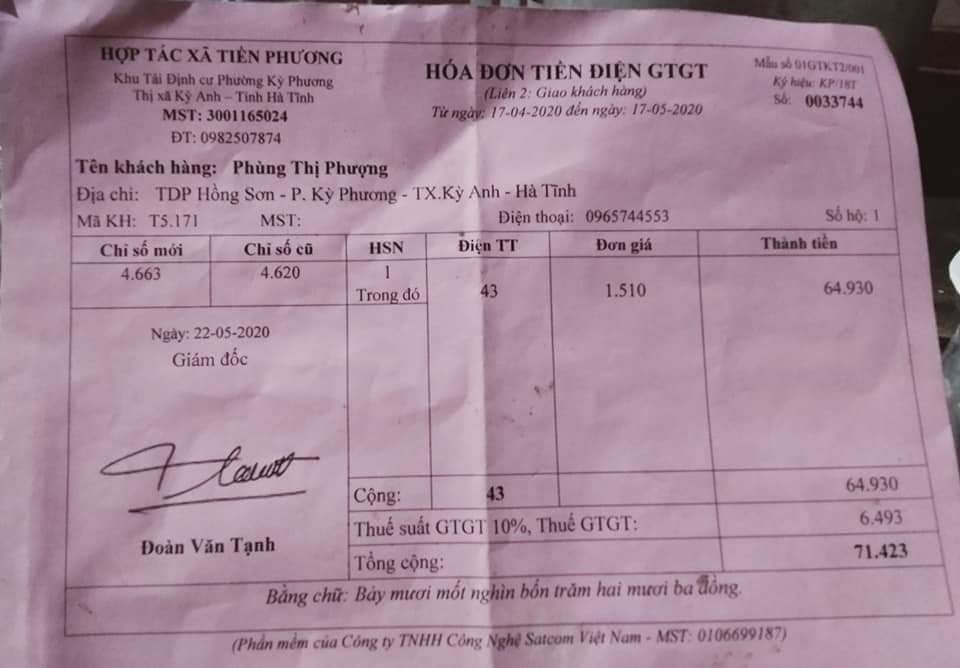 HỢP TÁC XÃ TIÊN PHƯƠNG
Khu Tái Định cư Phường Kỳ Phương
Thị xã Kỳ Anh – Tỉnh Hà Tĩnh
MST: 3001165024
ĐT: 0982507874
HÓA ĐƠN TIỀN ĐIỆN GTGT
(Liên 2: Giao khách hàng)
Từ ngày: 17-04-2020 đến ngày: 17-05-2020
Mẫu số 01GTKT2/001
Ký hiệu: KP/18T
Số: 0033744
Tên khách hàng: Phùng Thị Phượng
Địa chỉ: TDP Hồng Sơn - P. Kỳ Phương - TX.Kỳ Anh - Hà Tĩnh
Mã KH: T5.171 MST: Điện thoại: 0965744553 Số hộ: 1
Chỉ số mới Chỉ số cũ HSN Điện TT Đơn giá Thành tiền
4.663 4.620 1
Trong đó 43 1.510 64.930
Ngày: 22-05-2020
Giám đốc
Đoàn Văn Tạnh
Cộng: 43 64.930
Thuế suất GTGT 10%, Thuế GTGT: 6.493
Tổng cộng: 71.423
Bằng chữ: Bảy mươi mốt nghìn bốn trăm hai mươi ba đồng.
(Phần mềm của Công ty TNHH Công Nghệ Satcom Việt Nam - MST: 0106699187)